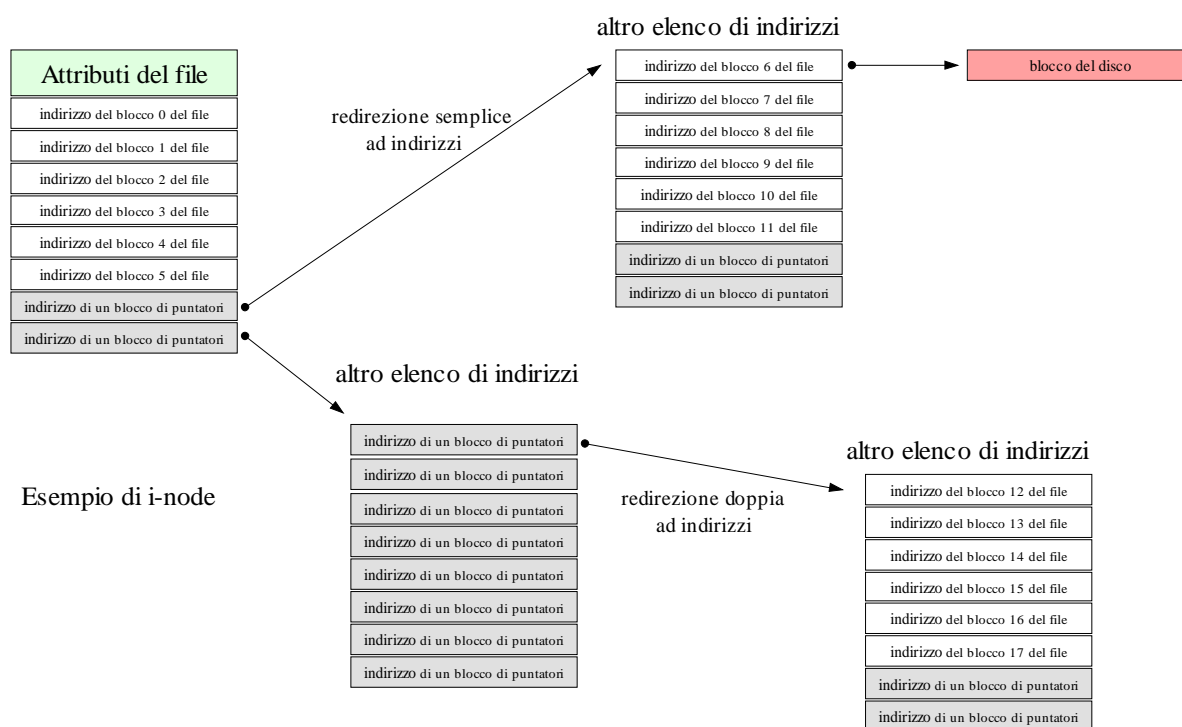 Attributi del file
indirizzo del blocco 0 del file
indirizzo del blocco 1 del file
indirizzo del blocco 2 del file
indirizzo del blocco 3 del file
indirizzo del blocco 4 del file
indirizzo del blocco 5 del file
indirizzo di un blocco di puntatori
indirizzo di un blocco di puntatori
redirezione semplice
ad indirizzi
altro elenco di indirizzi
indirizzo del blocco 6 del file
indirizzo del blocco 7 del file
indirizzo del blocco 8 del file
indirizzo del blocco 9 del file
indirizzo del blocco 10 del file
indirizzo del blocco 11 del file
indirizzo di un blocco di puntatori
indirizzo di un blocco di puntatori
blocco del disco
altro elenco di indirizzi
indirizzo di un blocco di puntatori
indirizzo di un blocco di puntatori
indirizzo di un blocco di puntatori
indirizzo di un blocco di puntatori
indirizzo di un blocco di puntatori
indirizzo di un blocco di puntatori
indirizzo di un blocco di puntatori
indirizzo di un blocco di puntatori
Esempio di i-node
redirezione doppia
ad indirizzi
altro elenco di indirizzi
indirizzo del blocco 12 del file
indirizzo del blocco 13 del file
indirizzo del blocco 14 del file
indirizzo del blocco 15 del file
indirizzo del blocco 16 del file
indirizzo del blocco 17 del file
indirizzo di un blocco di puntatori
indirizzo di un blocco di puntatori